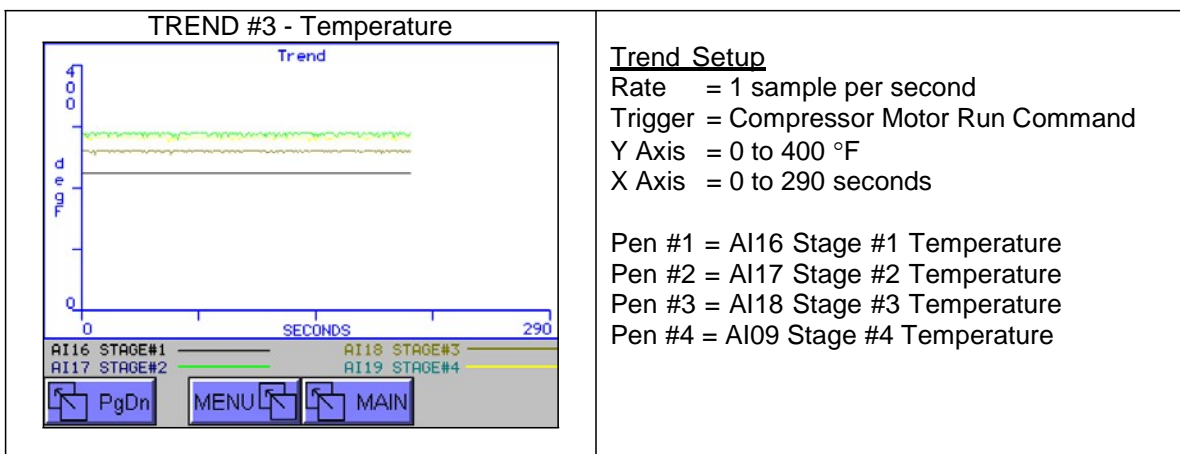 TREND #3 - Temperature
Trend
400
degF
0
0
SECONDS
290
AI16 STAGE#1
AI18 STAGE#3
AI17 STAGE#2
AI19 STAGE#4
PgDn
MENU
MAIN
Trend Setup
Rate = 1 sample per second
Trigger = Compressor Motor Run Command
Y Axis = 0 to 400 °F
X Axis = 0 to 290 seconds
Pen #1 = AI16 Stage #1 Temperature
Pen #2 = AI17 Stage #2 Temperature
Pen #3 = AI18 Stage #3 Temperature
Pen #4 = AI09 Stage #4 Temperature